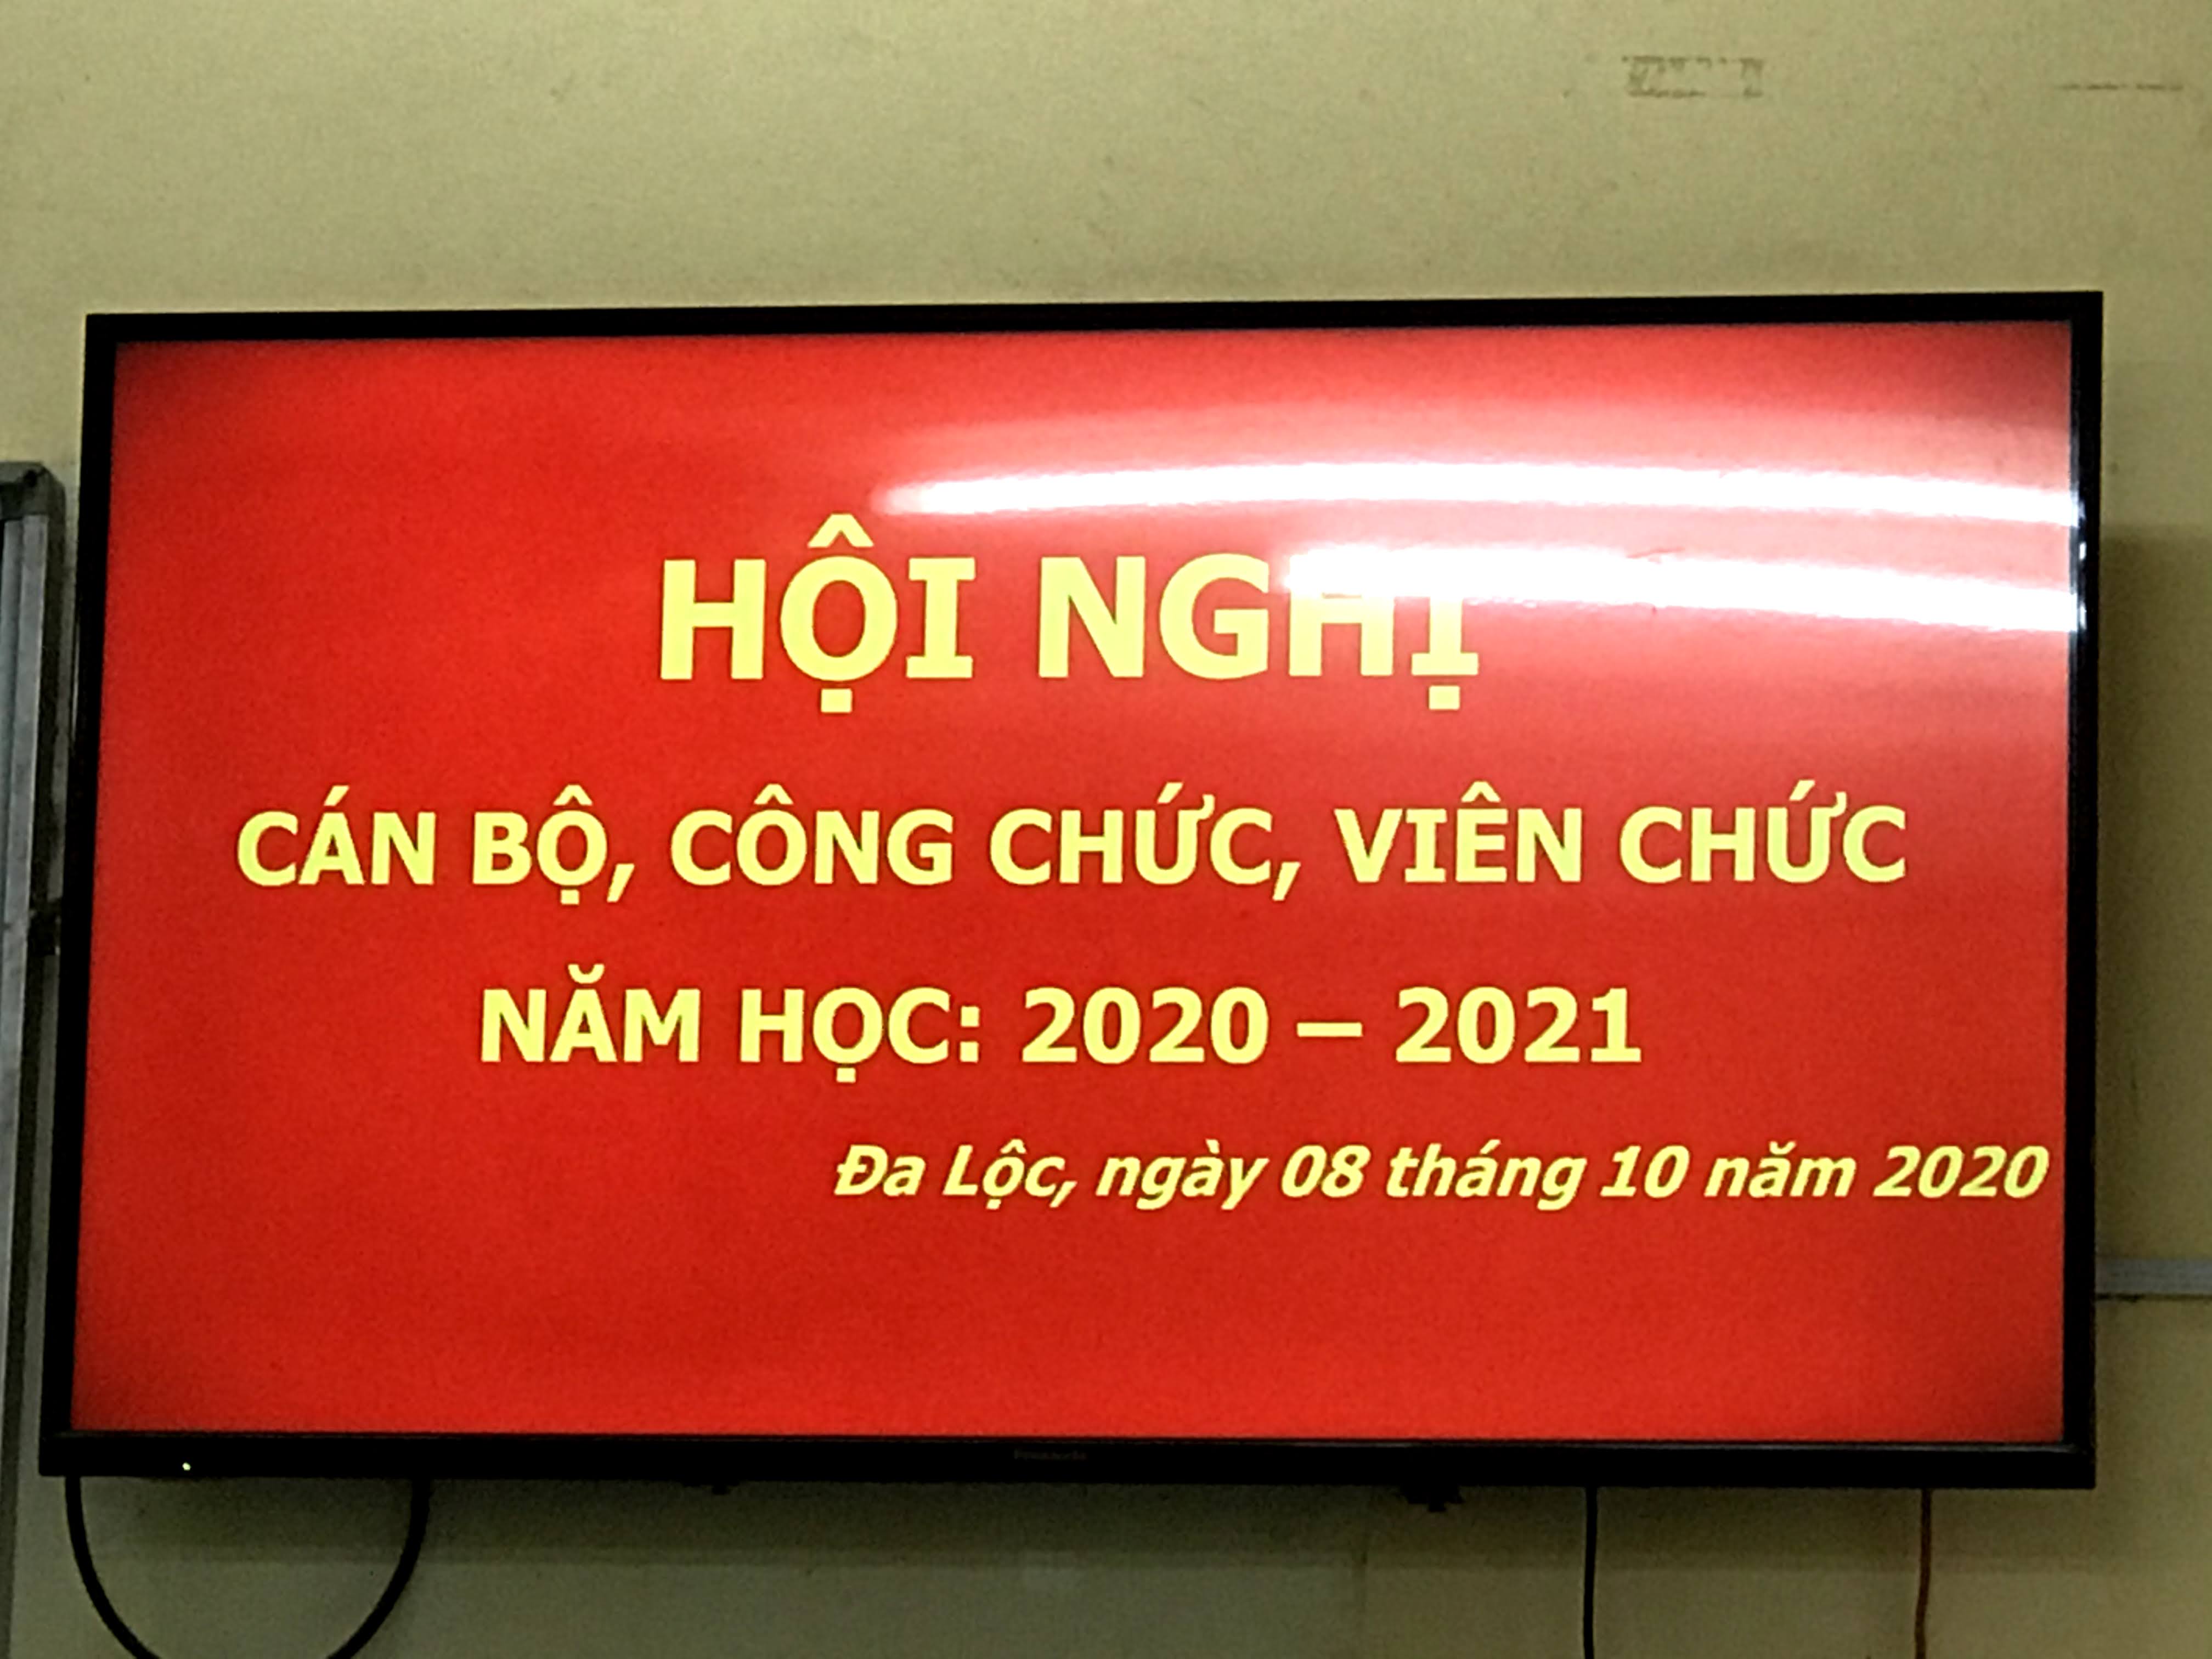 HỘI NGHỊ
CÁN BỘ, CÔNG CHỨC, VIÊN CHỨC
NĂM HỌC: 2020 – 2021
Đa Lộc, ngày 08 tháng 10 năm 2020